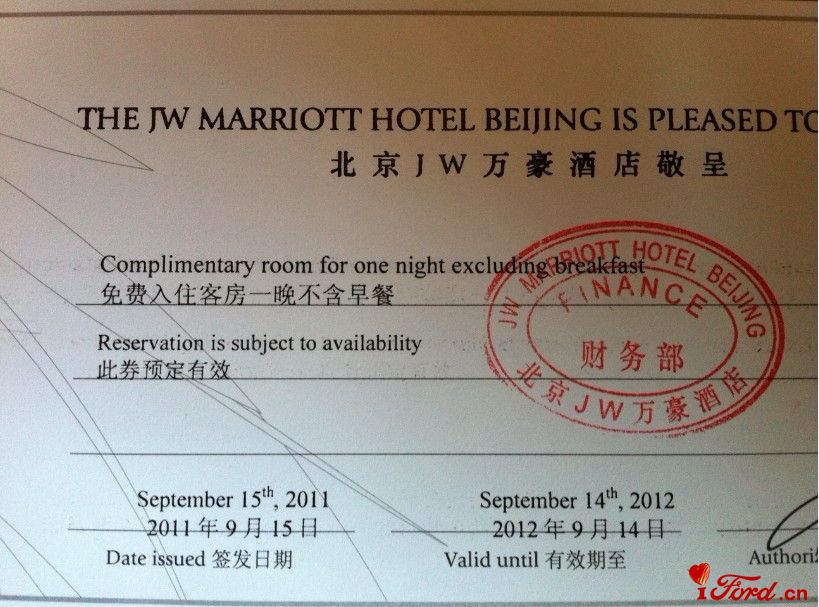 THE JW MARRIOTT HOTEL BEIJING IS PLEASED TO
北京JW万豪酒店敬呈
Complimentary room for one night excluding breakfast
免费入住客房一晚不含早餐
Reservation is subject to availability
此券预定有效
JW MARRIOTT HOTEL BEIJING
FINANCE
财务部
北京JW万豪酒店
September 15th, 2011
2011年9月15日
Date issued 签发日期
September 14th, 2012
2012年9月14日
Valid until 有效期至
Authoriz
i Ford.cn